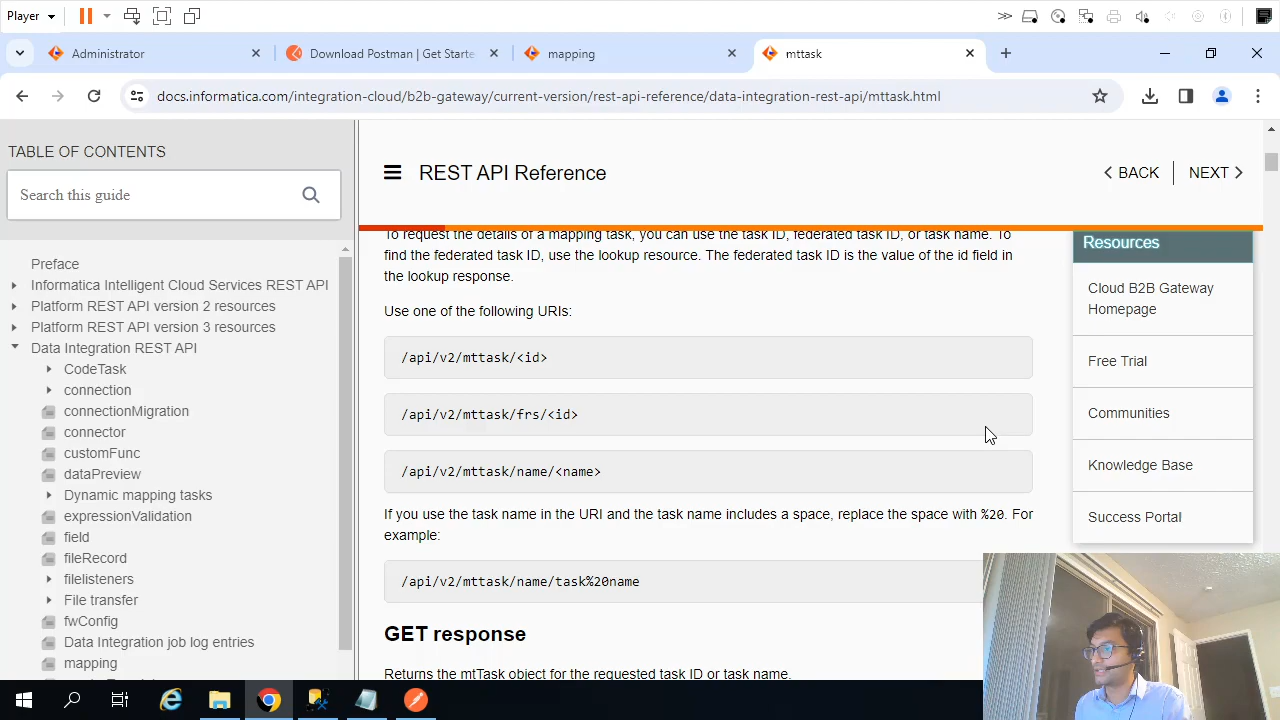 Player
Administrator
Download Postman | Get Starte
mapping
mttask
docs.informatica.com/integration-cloud/b2b-gateway/current-version/rest-api-reference/data-integration-rest-api/mttask.html
TABLE OF CONTENTS
Search this guide
Preface
Informatica Intelligent Cloud Services REST API
Platform REST API version 2 resources
Platform REST API version 3 resources
Data Integration REST API
CodeTask
connection
connectionMigration
connector
customFunc
dataPreview
Dynamic mapping tasks
expressionValidation
field
fileRecord
filelisteners
File transfer
fwConfig
Data Integration job log entries
mapping
REST API Reference
BACK
NEXT
To request the details of a mapping task, you can use the task ID, federated task ID, or task name. To
find the federated task ID, use the lookup resource. The federated task ID is the value of the id field in
the lookup response.
Use one of the following URIs:
/api/v2/mttask/<id>
/api/v2/mttask/frs/<id>
/api/v2/mttask/name/<name>
If you use the task name in the URI and the task name includes a space, replace the space with %20. For
example:
/api/v2/mttask/name/task%20name
GET response
Returns the mtTask object for the requested task ID or task name.
Resources
Cloud B2B Gateway
Homepage
Free Trial
Communities
Knowledge Base
Success Portal